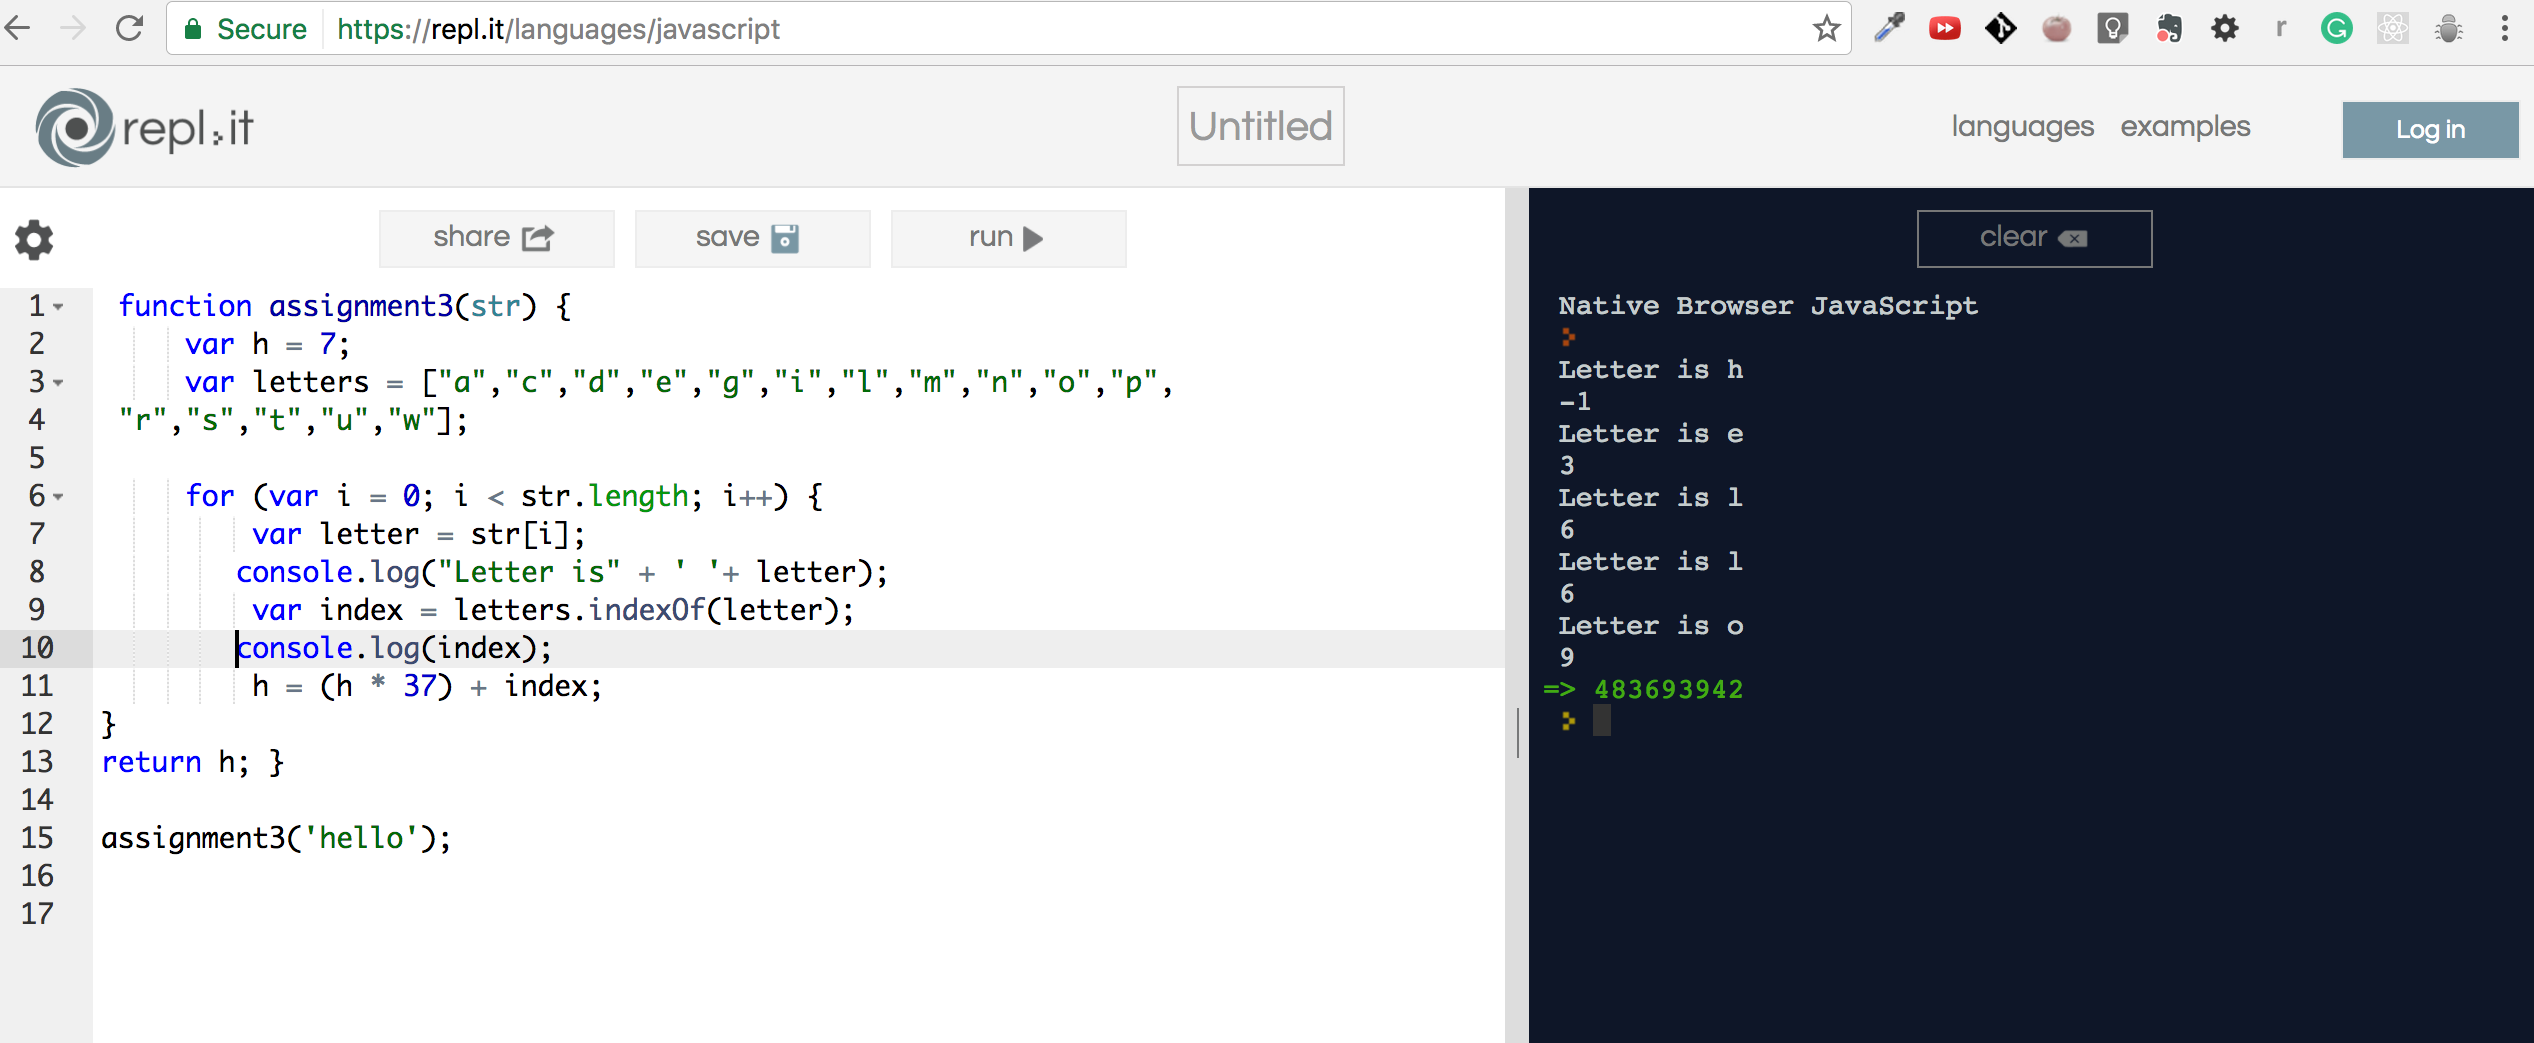 Secure https://repl.it/languages/javascript
r
G
repl.it
Untitled
languages examples Log in
share save run
clear
1 function assignment3(str) {
2 var h = 7;
3 var letters = ["a","c","d","e","g","i","l","m","n","o","p",
4 "r","s","t","u","w"];
5
6 for (var i = 0; i < str.length; i++) {
7 var letter = str[i];
8 console.log("Letter is" + ' '+ letter);
9 var index = letters.indexOf(letter);
10 console.log(index);
11 h = (h * 37) + index;
12 }
13 return h; }
14
15 assignment3('hello');
16
17
Native Browser JavaScript
Letter is h
-1
Letter is e
3
Letter is l
6
Letter is l
6
Letter is o
9
=> 483693942